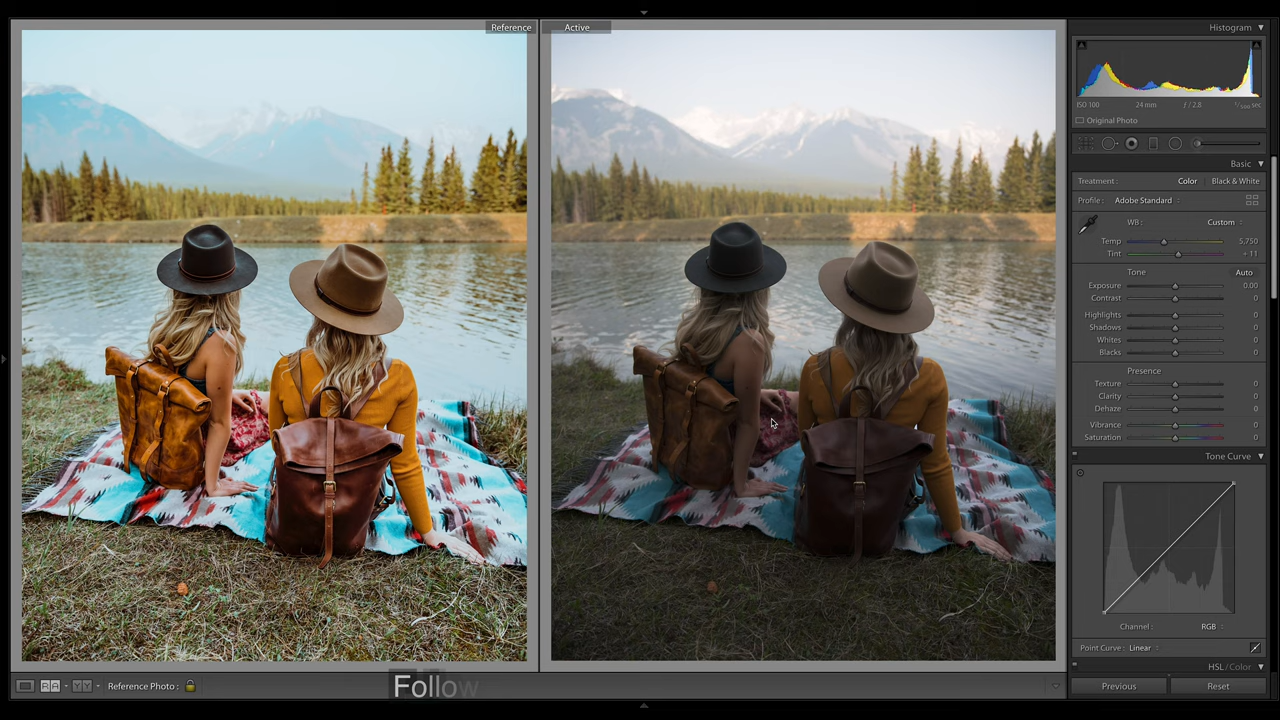 Reference
Active
Histogram
ISO 100 24 mm ƒ / 2.8
Original Photo
Basic
Treatment : Color Black & White
Profile : Adobe Standard
WB : Custom
Temp 5,750
Tint + 11
Tone Auto
Exposure 0.00
Contrast 0
Highlights 0
Shadows 0
Whites 0
Blacks 0
Presence
Texture 0
Clarity 0
Dehaze 0
Vibrance 0
Saturation 0
Tone Curve
Channel : RGB
Point Curve : Linear
HSL / Color
Previous Reset
Reference Photo :
Follow